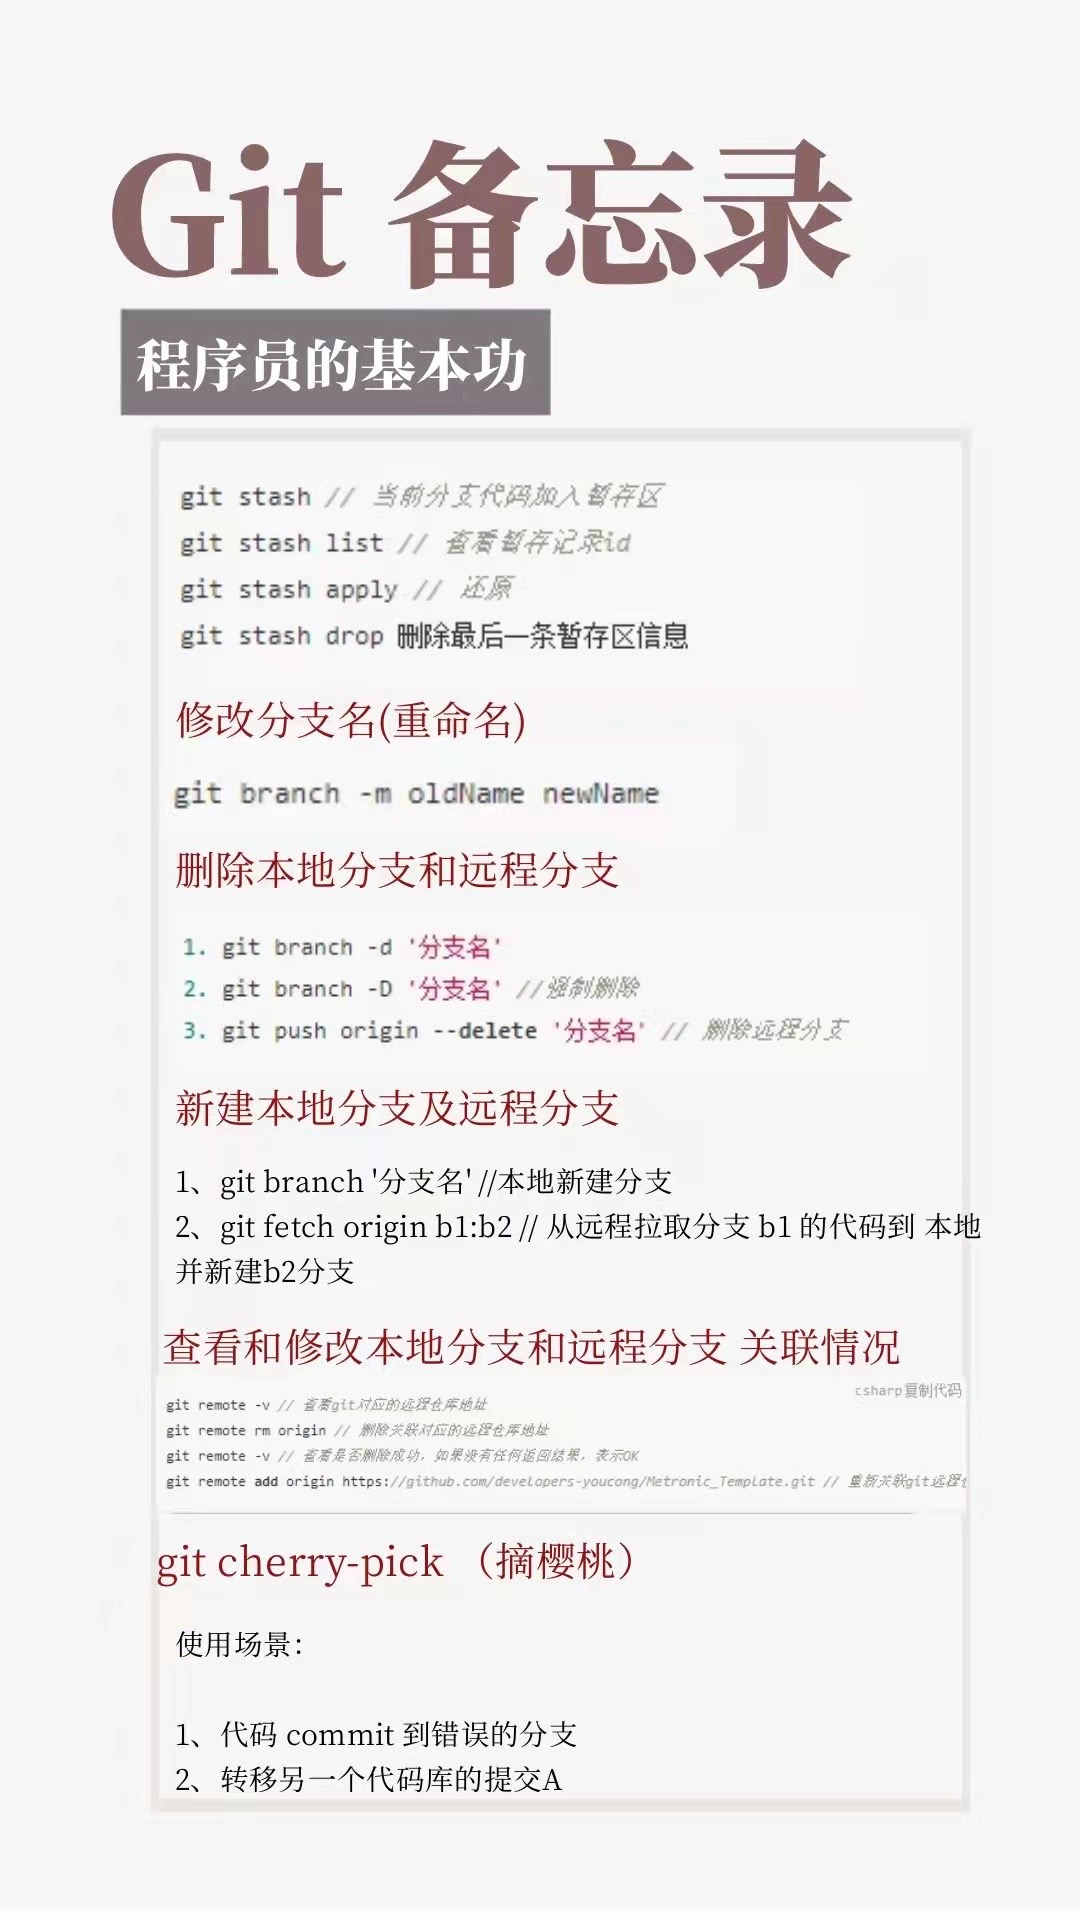 Git 备忘录
程序员的基本功
git stash // 当前分支代码加入暂存区
git stash list // 查看暂存记录id
git stash apply // 还原
git stash drop 删除最后一条暂存区信息
修改分支名(重命名)
git branch -m oldName newName
删除本地分支和远程分支
1. git branch -d '分支名'
2. git branch -D '分支名' //强制删除
3. git push origin --delete '分支名' // 删除远程分支
新建本地分支及远程分支
1、git branch '分支名' //本地新建分支
2、git fetch origin b1:b2 // 从远程拉取分支 b1 的代码到 本地
并新建b2分支
查看和修改本地分支和远程分支 关联情况
csharp复制代码
git remote -v // 查看git对应的远程仓库地址
git remote rm origin // 删除关联对应的远程仓库地址
git remote -v // 查看是否删除成功，如果没有任何返回结果，表示OK
git remote add origin https://github.com/developers-youcong/Metronic_Template.git // 重新关联git远程
git cherry-pick （摘樱桃）
使用场景：
1、代码 commit 到错误的分支
2、转移另一个代码库的提交A